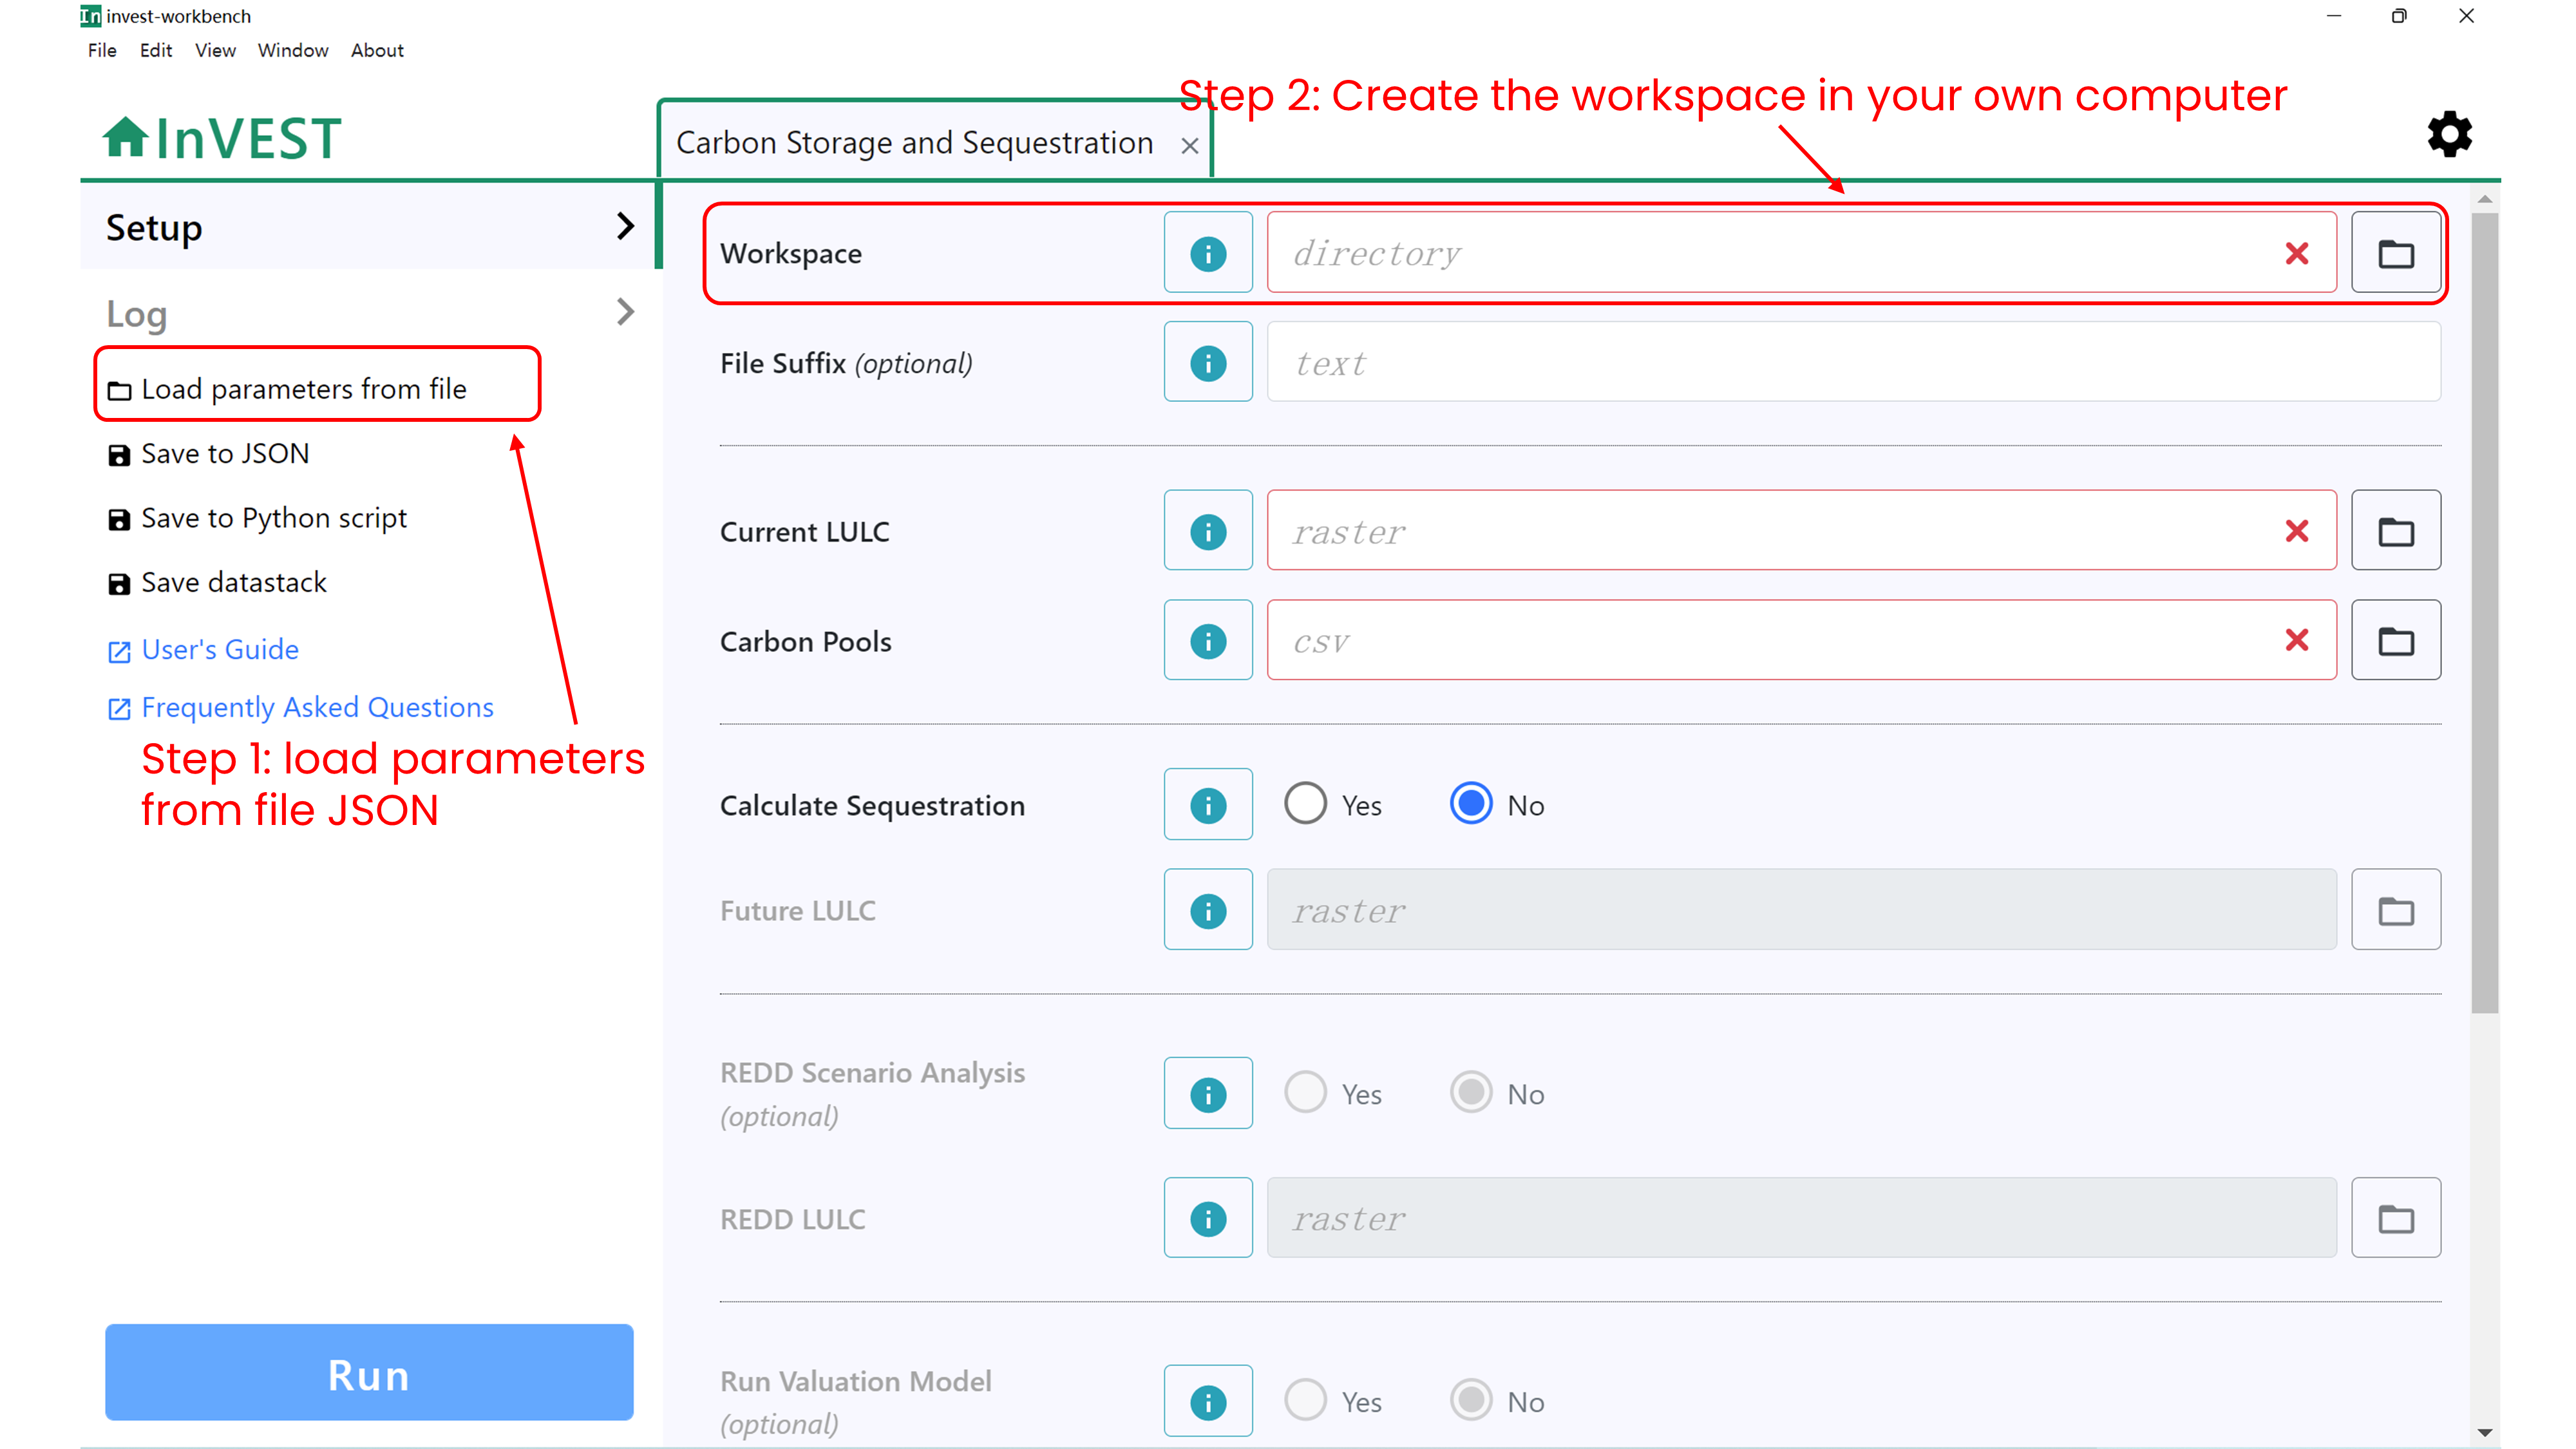 In invest-workbench
File Edit View Window About
Step 2: Create the workspace in your own computer
InVEST
Carbon Storage and Sequestration ×
Setup
Log
Load parameters from file
Save to JSON
Save to Python script
Save datastack
User's Guide
Frequently Asked Questions
Step 1: load parameters
from file JSON
Run
Workspace i directory
File Suffix (optional) i text
Current LULC i raster
Carbon Pools i csv
Calculate Sequestration i Yes No
Future LULC i raster
REDD Scenario Analysis
(optional) i Yes No
REDD LULC i raster
Run Valuation Model
(optional) i Yes No